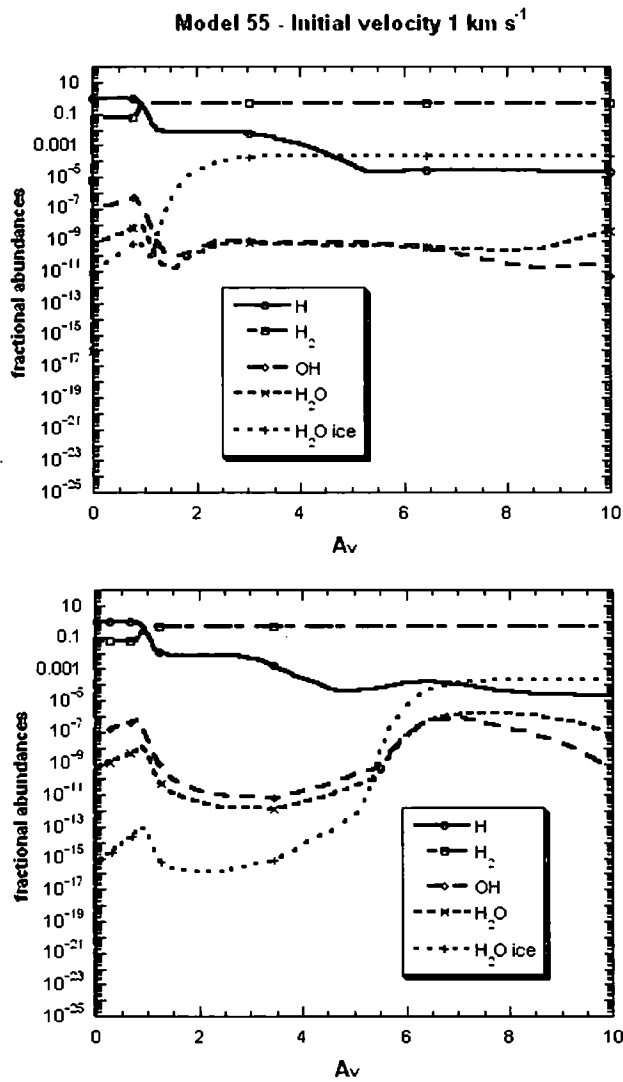 Model 55 - Initial velocity 1 km s⁻¹
fractional abundances
10
0.1
0.001
10⁻⁵
10⁻⁷
10⁻⁹
10⁻¹¹
10⁻¹³
10⁻¹⁵
10⁻¹⁷
10⁻¹⁹
10⁻²¹
10⁻²³
10⁻²⁵
H
H₂
OH
H₂O
H₂O ice
0 2 4 6 8 10
Av
fractional abundances
10
0.1
0.001
10⁻⁵
10⁻⁷
10⁻⁹
10⁻¹¹
10⁻¹³
10⁻¹⁵
10⁻¹⁷
10⁻¹⁹
10⁻²¹
10⁻²³
10⁻²⁵
H
H₂
OH
H₂O
H₂O ice
0 2 4 6 8 10
Av